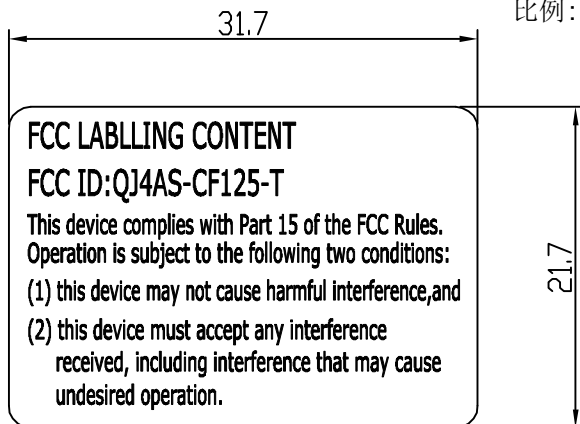 31.7
比例:
FCC LABLLING CONTENT
FCC ID:QJ4AS-CF125-T
This device complies with Part 15 of the FCC Rules.
Operation is subject to the following two conditions:
(1) this device may not cause harmful interference,and
(2) this device must accept any interference
received, including interference that may cause
undesired operation.
21.7